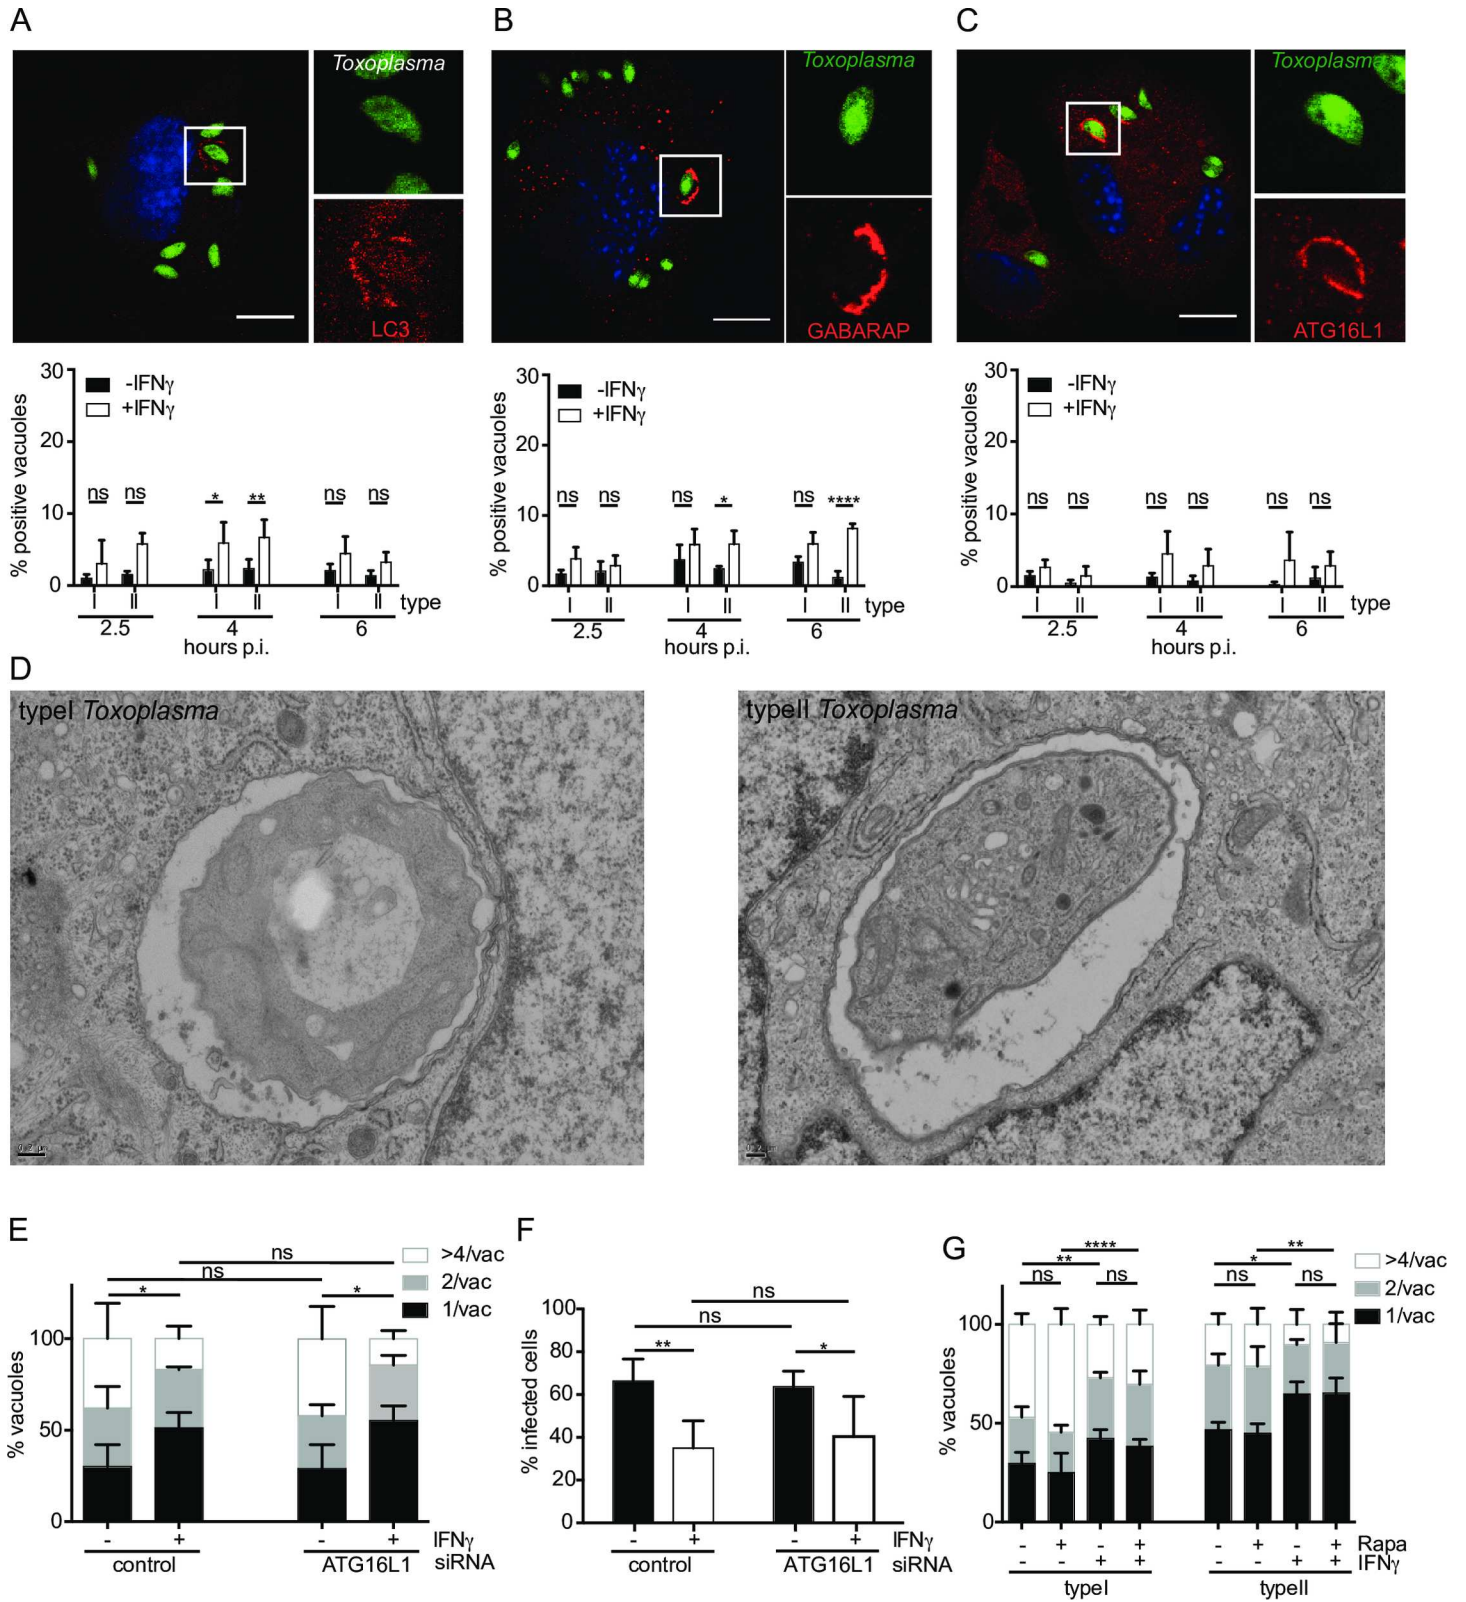 A
B
C
Toxoplasma
Toxoplasma
Toxoplasma
LC3
GABARAP
ATG16L1
% positive vacuoles
30
20
10
0
-IFNγ
+IFNγ
ns
ns
*
**
ns
ns
I
II
I
II
I
II
type
2.5
4
6
hours p.i.
% positive vacuoles
30
20
10
0
-IFNγ
+IFNγ
ns
ns
ns
*
ns
****
I
II
I
II
I
II
type
2.5
4
6
hours p.i.
% positive vacuoles
30
20
10
0
-IFNγ
+IFNγ
ns
ns
ns
ns
ns
ns
I
II
I
II
I
II
type
2.5
4
6
hours p.i.
D
typeI Toxoplasma
0.2 µm
typeII Toxoplasma
0.2 µm
E
% vacuoles
100
50
0
ns
ns
*
*
>4/vac
2/vac
1/vac
- + - + IFNγ
control ATG16L1 siRNA
F
% infected cells
100
80
60
40
20
0
ns
ns
**
*
- + - + IFNγ
control ATG16L1 siRNA
G
% vacuoles
100
50
0
****
**
ns
ns
**
*
ns
ns
>4/vac
2/vac
1/vac
- + - + - + - + Rapa
- - + + - - + + IFNγ
typeI typeII